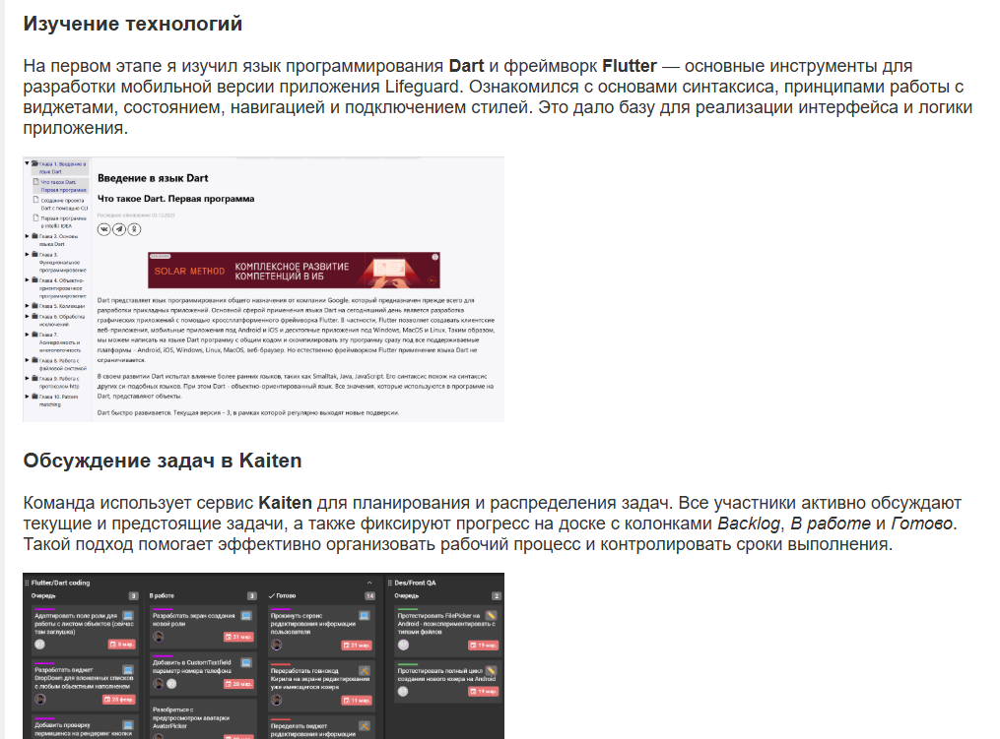 Изучение технологий
На первом этапе я изучил язык программирования Dart и фреймворк Flutter — основные инструменты для
разработки мобильной версии приложения Lifeguard. Ознакомился с основами синтаксиса, принципами работы с
виджетами, состоянием, навигацией и подключением стилей. Это дало базу для реализации интерфейса и логики
приложения.
Глава 1. Введение в
язык Dart
Что такое Dart.
Первая программа
Создание проекта
Dart с помощью CLI
Первая программа
в IntelliJ IDEA
Глава 2. Основы
языка Dart
Глава 3.
Функциональное
программирование
Глава 4. Объектно-
ориентированное
программирование
Глава 5. Коллекции
Глава 6. Обработка
исключений
Глава 7.
Асинхронность и
многопоточность
Глава 8. Работа с
файловой системой
Глава 9. Работа с
протоколом http
Глава 10. Pattern
matching
Введение в язык Dart
Что такое Dart. Первая программа
Последнее обновление: 02.12.2023
SOLAR METHOD
КОМПЛЕКСНОЕ РАЗВИТИЕ
КОМПЕТЕНЦИЙ В ИБ
Dart представляет язык программирования общего назначения от компании Google, который предназначен прежде всего для
разработки прикладных приложений. Основной сферой применения языка Dart на сегодняшний день является разработка
графических приложений с помощью кроссплатформенного фреймворка Flutter. В частности, Flutter позволяет создавать клиентские
веб-приложения, мобильные приложения под Android и iOS и десктопные приложения под Windows, MacOS и Linux. Таким образом,
мы можем написать на языке Dart программу с общим кодом и скомпилировать эту программу сразу под все поддерживаемые
платформы - Android, iOS, Windows, Linux, MacOS, веб-браузер. Но естественно фреймворком Flutter применение языка Dart не
ограничивается.
В своем развитии Dart испытал влияние более ранних языков, таких как Smalltak, Java, JavaScript. Его синтаксис похож на синтаксис
других си-подобных языков. При этом Dart - объектно-ориентированный язык. Все значения, которые используются в программе на
Dart, представляют объекты.
Dart быстро развивается. Текущая версия - 3, в рамках которой регулярно выходят новые подверсии.
Обсуждение задач в Kaiten
Команда использует сервис Kaiten для планирования и распределения задач. Все участники активно обсуждают
текущие и предстоящие задачи, а также фиксируют прогресс на доске с колонками Backlog, В работе и Готово.
Такой подход помогает эффективно организовать рабочий процесс и контролировать сроки выполнения.
Flutter/Dart coding
Очередь 3
Адаптировать поле роли для
работы с листом объектов (сейчас
там заглушка)
8 мар.
Разработать виджет
DropDown для вложенных списков
с любым объектным наполнением
25 февр.
Добавить проверку
пермишенса на рендеринг кнопки
В работе 3
Разработать экран создания
новой роли
31 мар.
Добавить в CustomTextfield
параметр номера телефона
28 мар.
Разобраться с
предпросмотром аватарки
AvatarPicker
Готово 14
Прокинуть сервис
редактирования информации
пользователя
21 мар.
Переработать говнокод
Кирила на экране редактирования
уже имеющегося юзера
11 мар.
Переделать виджет
редактирования информации
Des/Front QA
Очередь 2
Протестировать FilePicker на
Android - поэкспериментировать с
типами файлов
19 мар.
Протестировать полный цикл
создания нового юзера на Android
19 мар.